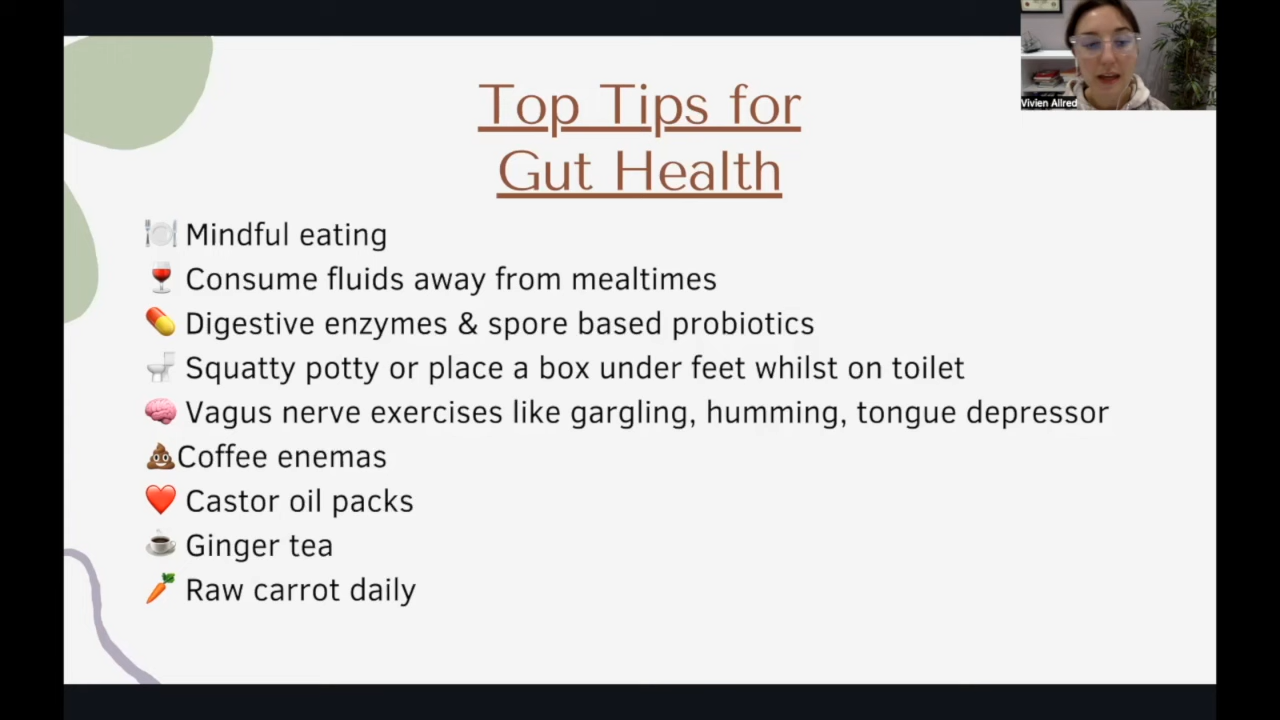 Top Tips for
Gut Health
Vivien Allred
🍽️ Mindful eating
🍷 Consume fluids away from mealtimes
💊 Digestive enzymes & spore based probiotics
🚽 Squatty potty or place a box under feet whilst on toilet
🧠 Vagus nerve exercises like gargling, humming, tongue depressor
💩Coffee enemas
❤️ Castor oil packs
☕ Ginger tea
🥕 Raw carrot daily